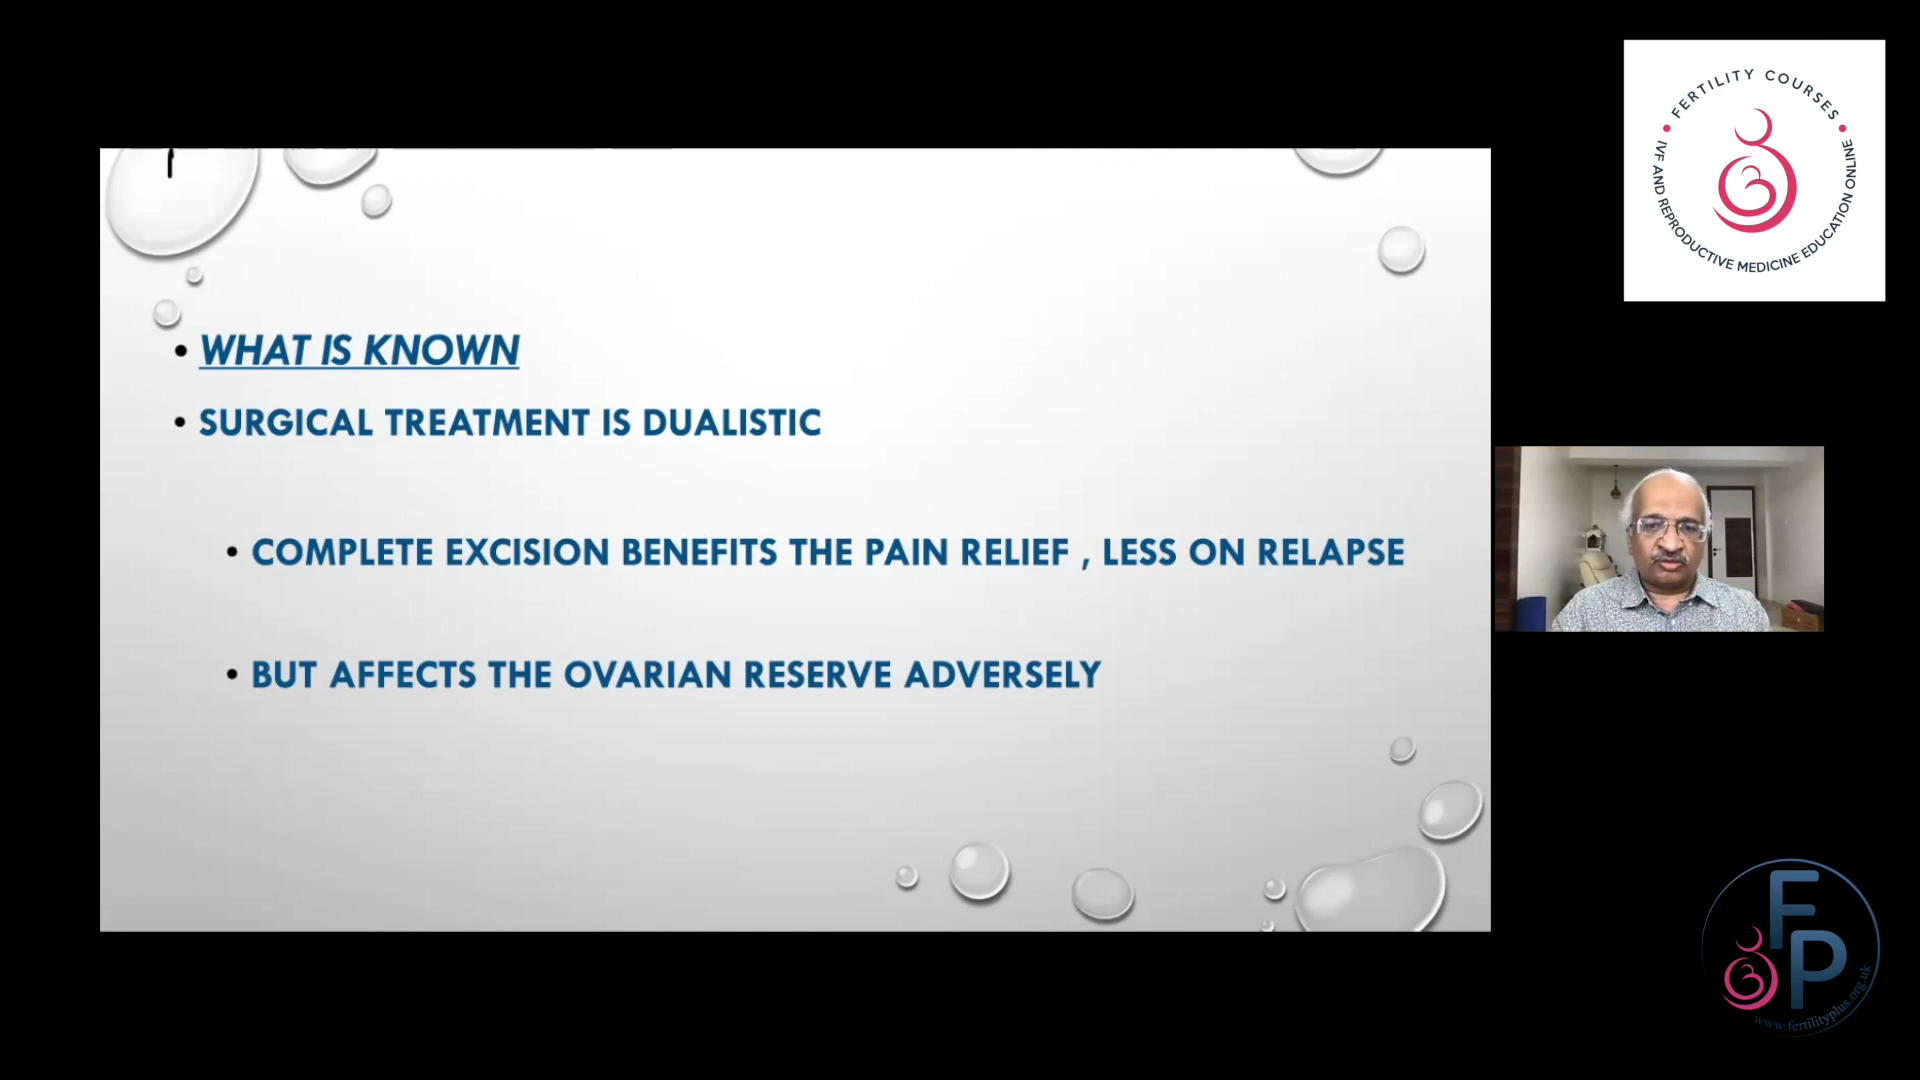 FERTILITY COURSES
IVF AND REPRODUCTIVE MEDICINE EDUCATION ONLINE
• WHAT IS KNOWN
• SURGICAL TREATMENT IS DUALISTIC
• COMPLETE EXCISION BENEFITS THE PAIN RELIEF , LESS ON RELAPSE
• BUT AFFECTS THE OVARIAN RESERVE ADVERSELY
FP
www.fertilityplus.org.uk